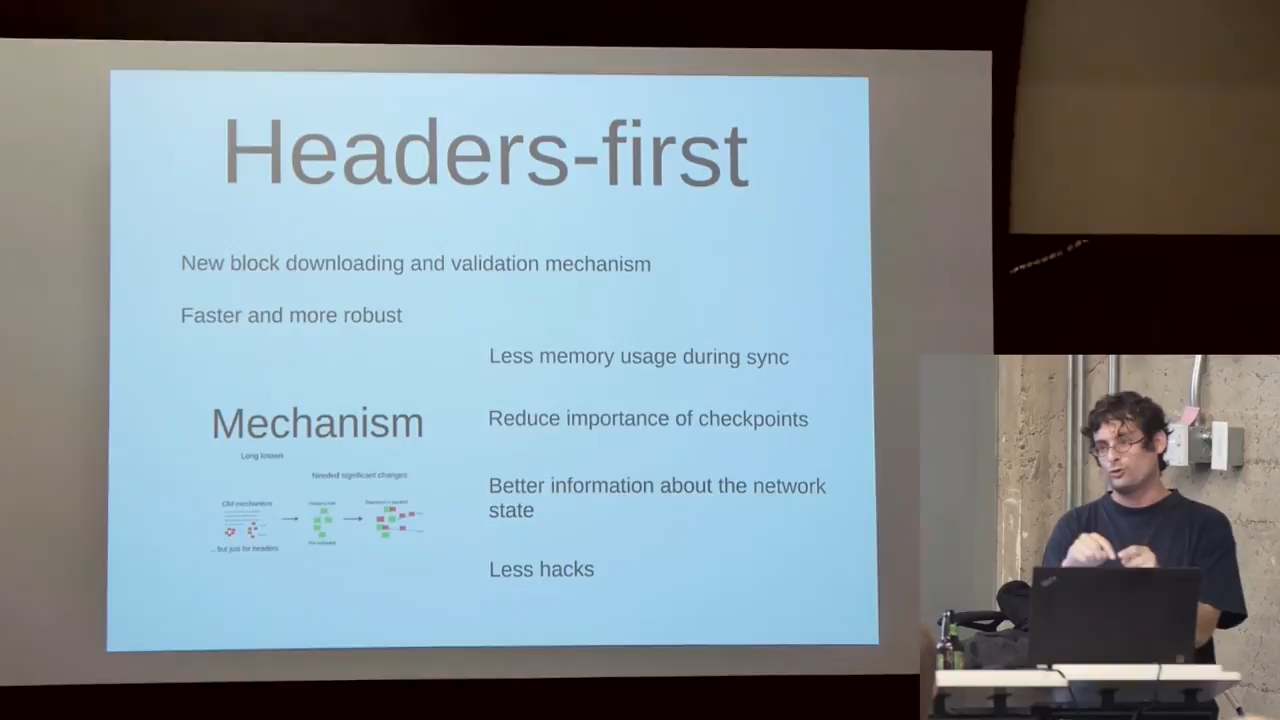 Headers-first
New block downloading and validation mechanism
Faster and more robust
Less memory usage during sync
Mechanism
Reduce importance of checkpoints
Long known
Needed significant changes
Better information about the network
state
Old mechanism
... but just for headers
Less hacks